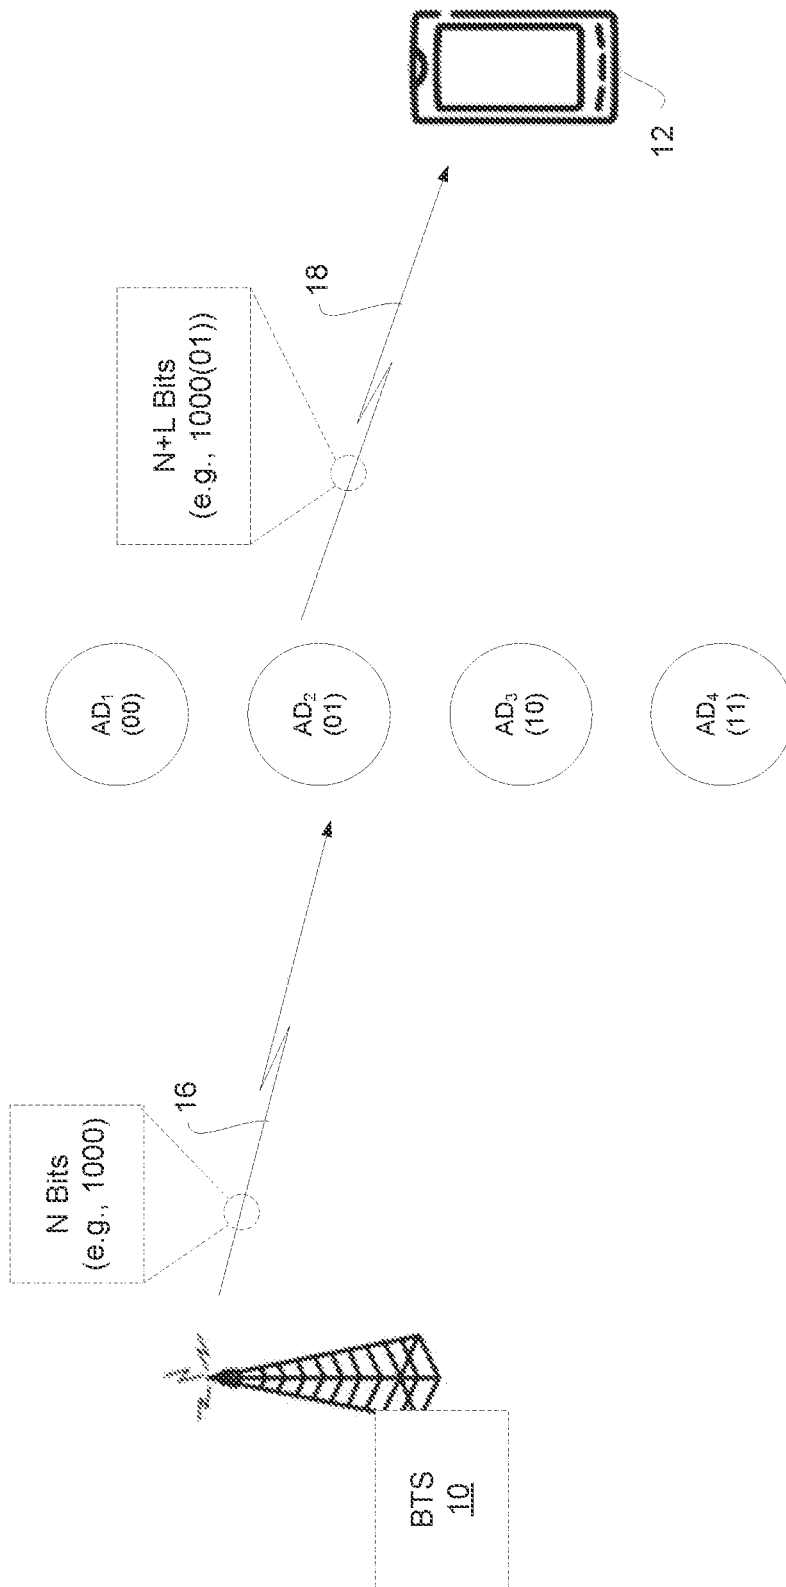 BTS
10
N Bits
(e.g., 1000)
16
AD₁
(00)
AD₂
(01)
AD₃
(10)
AD₄
(11)
N+L Bits
(e.g., 1000(01))
18
12